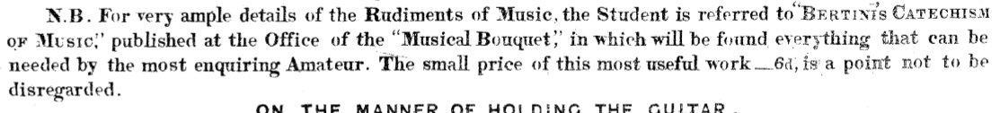 N.B. For very ample details of the Rudiments of Music, the Student is referred to "BERTINI'S CATECHISM
OF MUSIC," published at the Office of the "Musical Bouquet," in which will be found everything that can be
needed by the most enquiring Amateur. The small price of this most useful work — 6d, is a point not to be
disregarded.
ON THE MANNER OF HOLDING THE GUITAR.